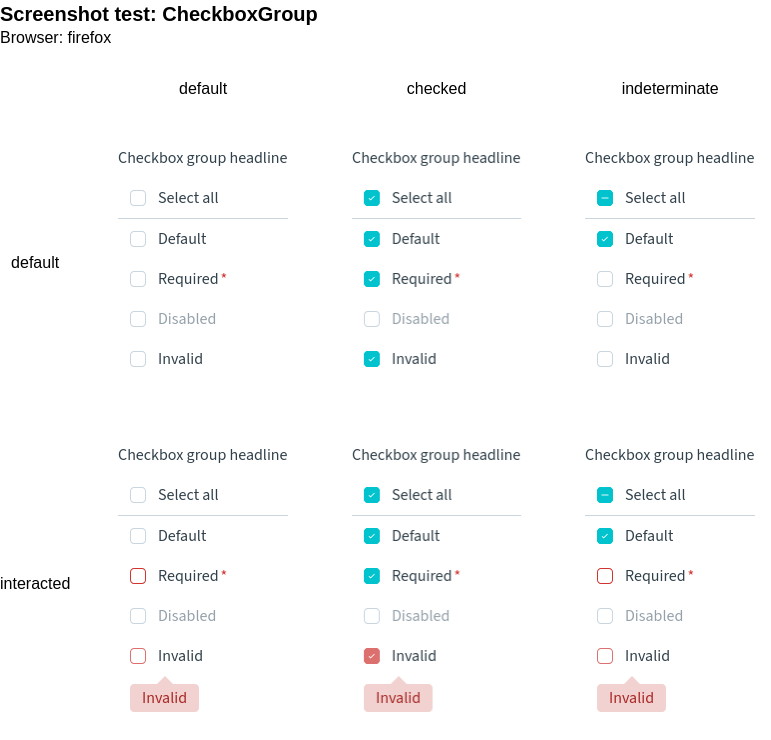 Screenshot test: CheckboxGroup
Browser: firefox
default checked indeterminate
default
Checkbox group headline
Select all
Default
Required *
Disabled
Invalid
Checkbox group headline
Select all
Default
Required *
Disabled
Invalid
Checkbox group headline
Select all
Default
Required *
Disabled
Invalid
interacted
Checkbox group headline
Select all
Default
Required *
Disabled
Invalid
Invalid
Checkbox group headline
Select all
Default
Required *
Disabled
Invalid
Invalid
Checkbox group headline
Select all
Default
Required *
Disabled
Invalid
Invalid